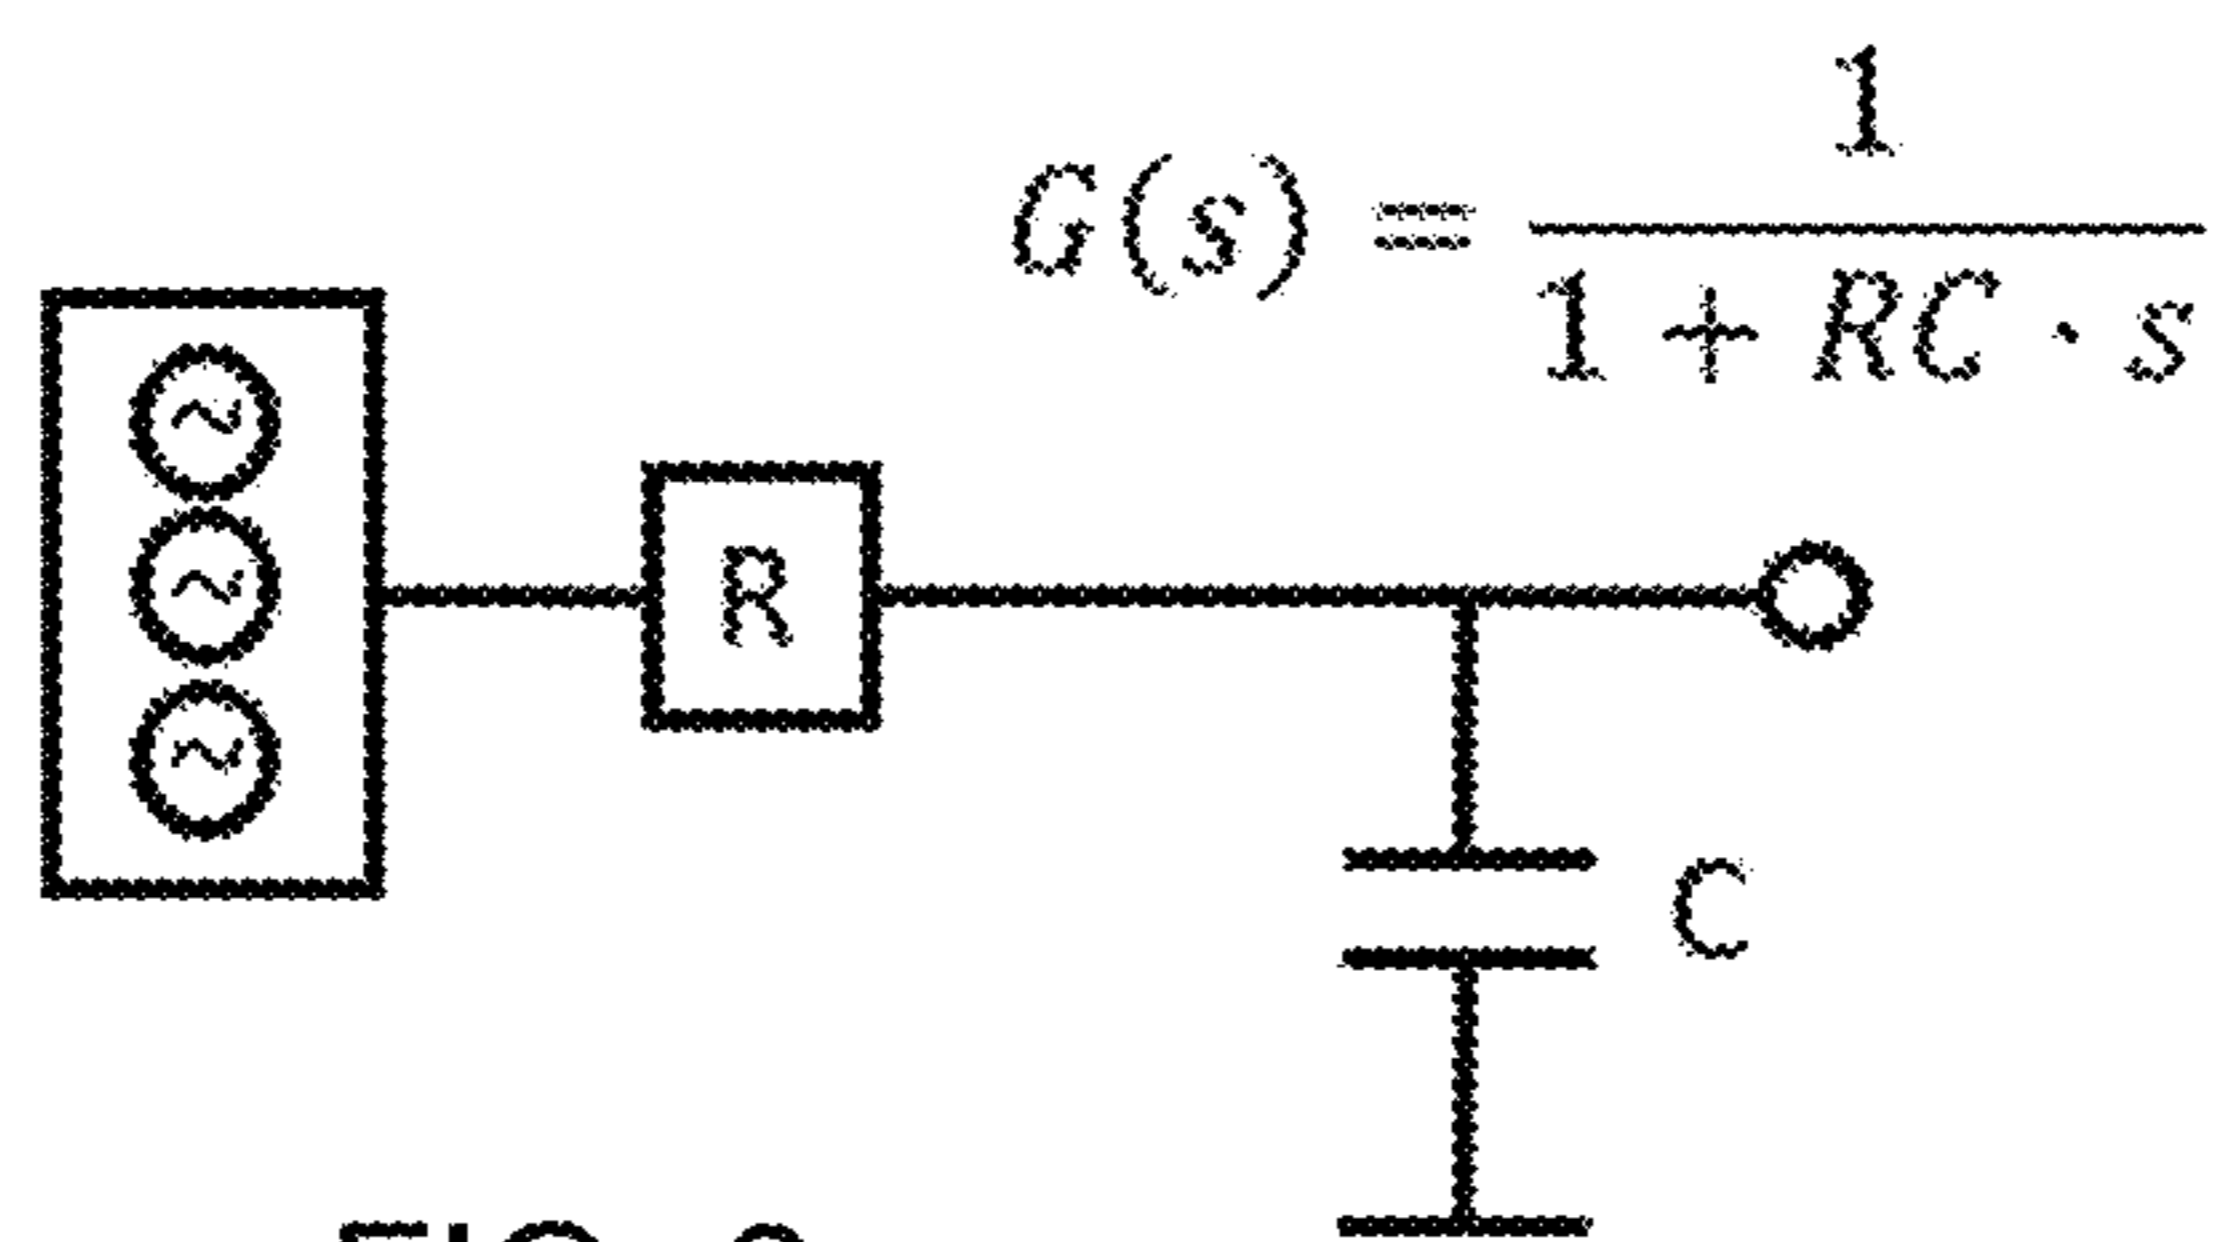 G(s) = 1 / (1 + RC · s)
R
C